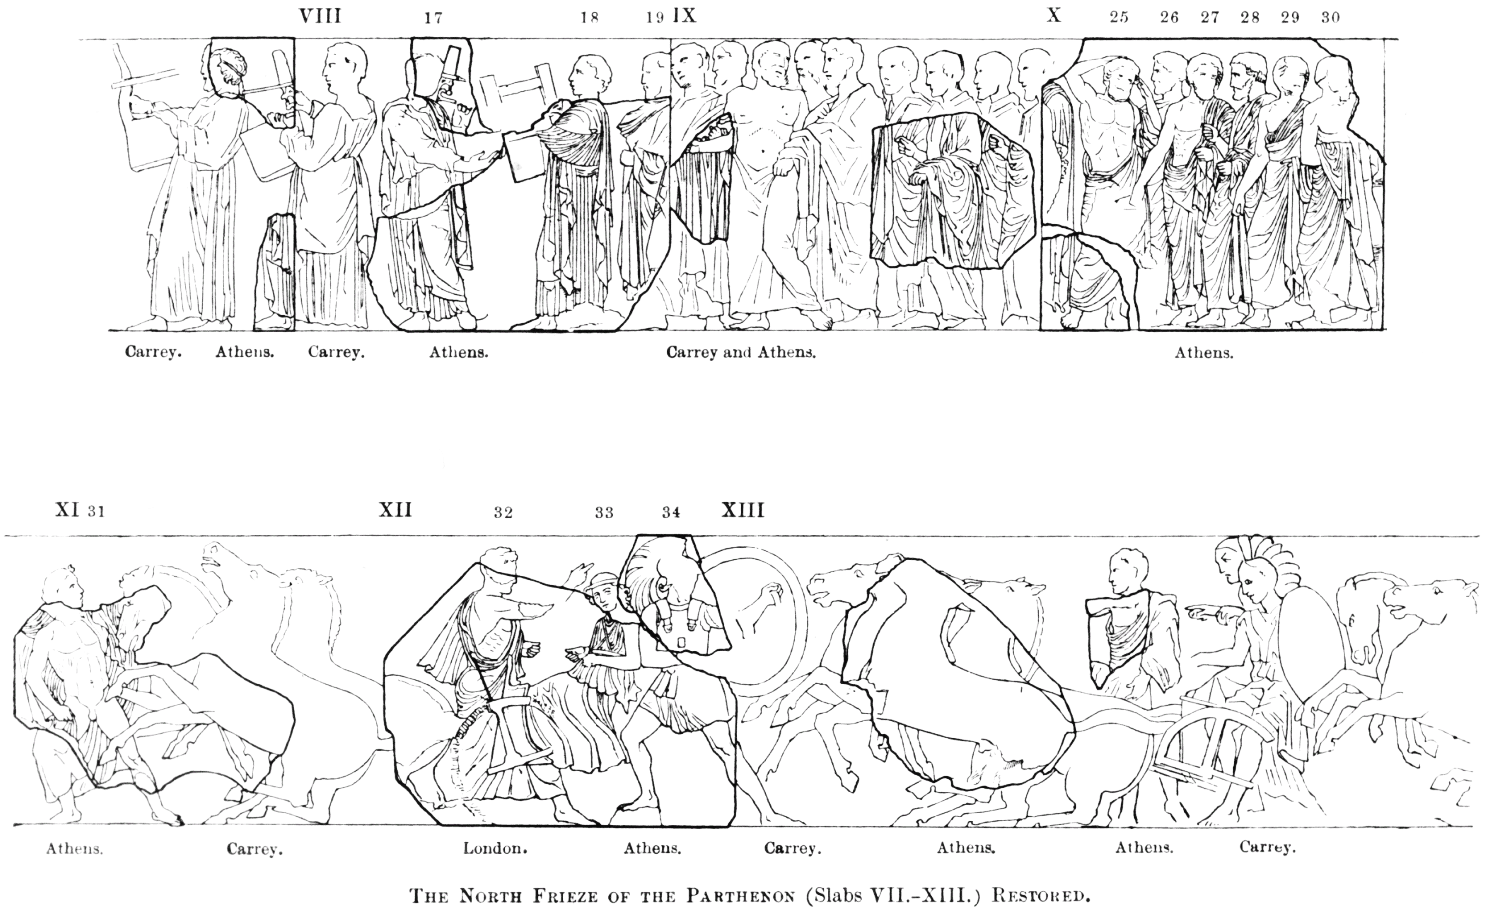 VIII 17 18 19 IX X 25 26 27 28 29 30
Carrey. Athens. Carrey. Athens. Carrey and Athens. Athens.
XI 31 XII 32 33 34 XIII
Athens. Carrey. London. Athens. Carrey. Athens. Athens. Carrey.
The North Frieze of the Parthenon (Slabs VII.-XIII.) Restored.